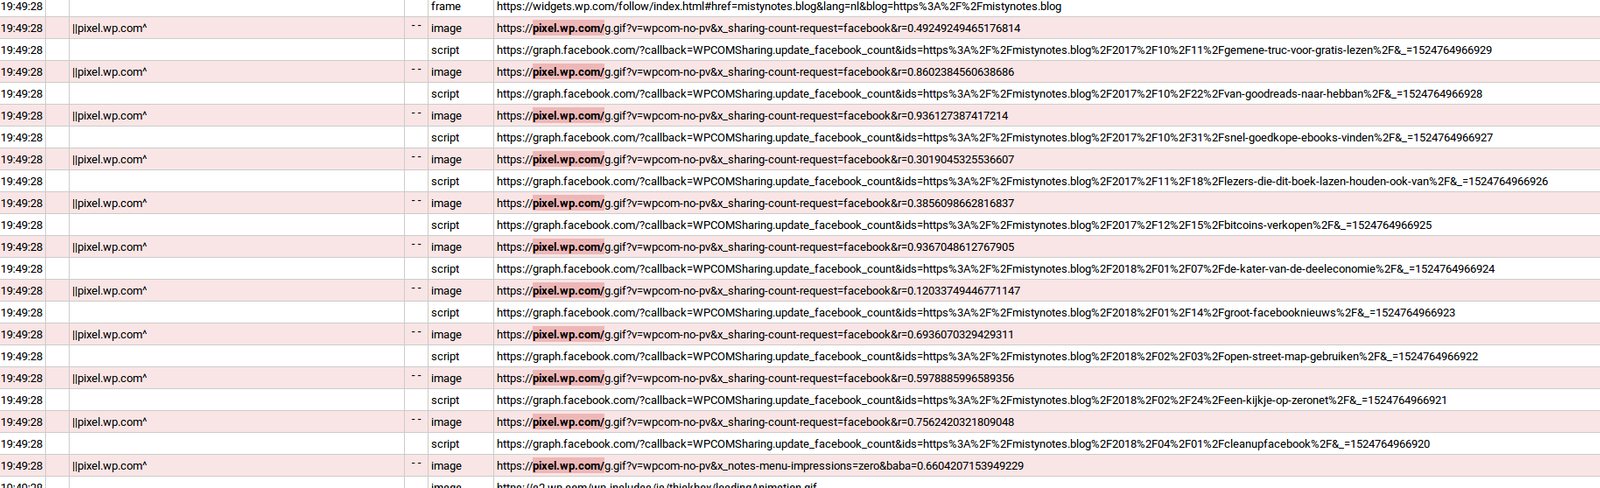 19:49:28 frame https://widgets.wp.com/follow/index.html#href=mistynotes.blog&lang=nl&blog=https%3A%2F%2Fmistynotes.blog
19:49:28 ||pixel.wp.com^ -- image https://pixel.wp.com/g.gif?v=wpcom-no-pv&x_sharing-count-request=facebook&r=0.49249249465176814
19:49:28 script https://graph.facebook.com/?callback=WPCOMSharing.update_facebook_count&ids=https%3A%2F%2Fmistynotes.blog%2F2017%2F10%2F11%2Fgemene-truc-voor-gratis-lezen%2F&_=1524764966929
19:49:28 ||pixel.wp.com^ -- image https://pixel.wp.com/g.gif?v=wpcom-no-pv&x_sharing-count-request=facebook&r=0.8602384560638686
19:49:28 script https://graph.facebook.com/?callback=WPCOMSharing.update_facebook_count&ids=https%3A%2F%2Fmistynotes.blog%2F2017%2F10%2F22%2Fvan-goodreads-naar-hebban%2F&_=1524764966928
19:49:28 ||pixel.wp.com^ -- image https://pixel.wp.com/g.gif?v=wpcom-no-pv&x_sharing-count-request=facebook&r=0.936127387417214
19:49:28 script https://graph.facebook.com/?callback=WPCOMSharing.update_facebook_count&ids=https%3A%2F%2Fmistynotes.blog%2F2017%2F10%2F31%2Fsnel-goedkope-ebooks-vinden%2F&_=1524764966927
19:49:28 ||pixel.wp.com^ -- image https://pixel.wp.com/g.gif?v=wpcom-no-pv&x_sharing-count-request=facebook&r=0.3019045325536607
19:49:28 script https://graph.facebook.com/?callback=WPCOMSharing.update_facebook_count&ids=https%3A%2F%2Fmistynotes.blog%2F2017%2F11%2F18%2Flezers-die-dit-boek-lazen-houden-ook-van%2F&_=1524764966926
19:49:28 ||pixel.wp.com^ -- image https://pixel.wp.com/g.gif?v=wpcom-no-pv&x_sharing-count-request=facebook&r=0.3856098662816837
19:49:28 script https://graph.facebook.com/?callback=WPCOMSharing.update_facebook_count&ids=https%3A%2F%2Fmistynotes.blog%2F2017%2F12%2F15%2Fbitcoins-verkopen%2F&_=1524764966925
19:49:28 ||pixel.wp.com^ -- image https://pixel.wp.com/g.gif?v=wpcom-no-pv&x_sharing-count-request=facebook&r=0.9367048612767905
19:49:28 script https://graph.facebook.com/?callback=WPCOMSharing.update_facebook_count&ids=https%3A%2F%2Fmistynotes.blog%2F2018%2F01%2F07%2Fde-kater-van-de-deeleconomie%2F&_=1524764966924
19:49:28 ||pixel.wp.com^ -- image https://pixel.wp.com/g.gif?v=wpcom-no-pv&x_sharing-count-request=facebook&r=0.12033749446771147
19:49:28 script https://graph.facebook.com/?callback=WPCOMSharing.update_facebook_count&ids=https%3A%2F%2Fmistynotes.blog%2F2018%2F01%2F14%2Fgroot-facebooknieuws%2F&_=1524764966923
19:49:28 ||pixel.wp.com^ -- image https://pixel.wp.com/g.gif?v=wpcom-no-pv&x_sharing-count-request=facebook&r=0.6936070329429311
19:49:28 script https://graph.facebook.com/?callback=WPCOMSharing.update_facebook_count&ids=https%3A%2F%2Fmistynotes.blog%2F2018%2F02%2F03%2Fopen-street-map-gebruiken%2F&_=1524764966922
19:49:28 ||pixel.wp.com^ -- image https://pixel.wp.com/g.gif?v=wpcom-no-pv&x_sharing-count-request=facebook&r=0.5978885996589356
19:49:28 script https://graph.facebook.com/?callback=WPCOMSharing.update_facebook_count&ids=https%3A%2F%2Fmistynotes.blog%2F2018%2F02%2F24%2Feen-kijkje-op-zeronet%2F&_=1524764966921
19:49:28 ||pixel.wp.com^ -- image https://pixel.wp.com/g.gif?v=wpcom-no-pv&x_sharing-count-request=facebook&r=0.7562420321809048
19:49:28 script https://graph.facebook.com/?callback=WPCOMSharing.update_facebook_count&ids=https%3A%2F%2Fmistynotes.blog%2F2018%2F04%2F01%2Fcleanupfacebook%2F&_=1524764966920
19:49:28 ||pixel.wp.com^ -- image https://pixel.wp.com/g.gif?v=wpcom-no-pv&x_notes-menu-impressions=zero&baba=0.6604207153949229